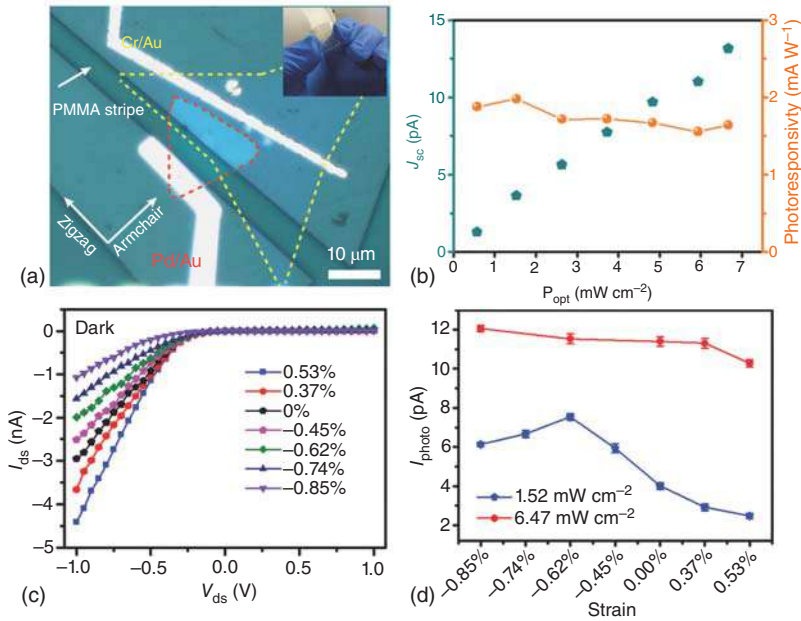 Cr/Au
PMMA stripe
Zigzag
Armchair
Pd/Au
10 μm
(a)
15
10
5
0
Jsc (pA)
3
2
1
0
Photoresponsivty (mA W−1)
0 1 2 3 4 5 6 7
Popt (mW cm−2)
(b)
Dark
0
−1
−2
−3
−4
−5
Ids (nA)
0.53%
0.37%
0%
−0.45%
−0.62%
−0.74%
−0.85%
−1.0 −0.5 0.0 0.5 1.0
Vds (V)
(c)
12
10
8
6
4
2
Iphoto (pA)
1.52 mW cm−2
6.47 mW cm−2
−0.85% −0.74% −0.62% −0.45% 0.00% 0.37% 0.53%
Strain
(d)